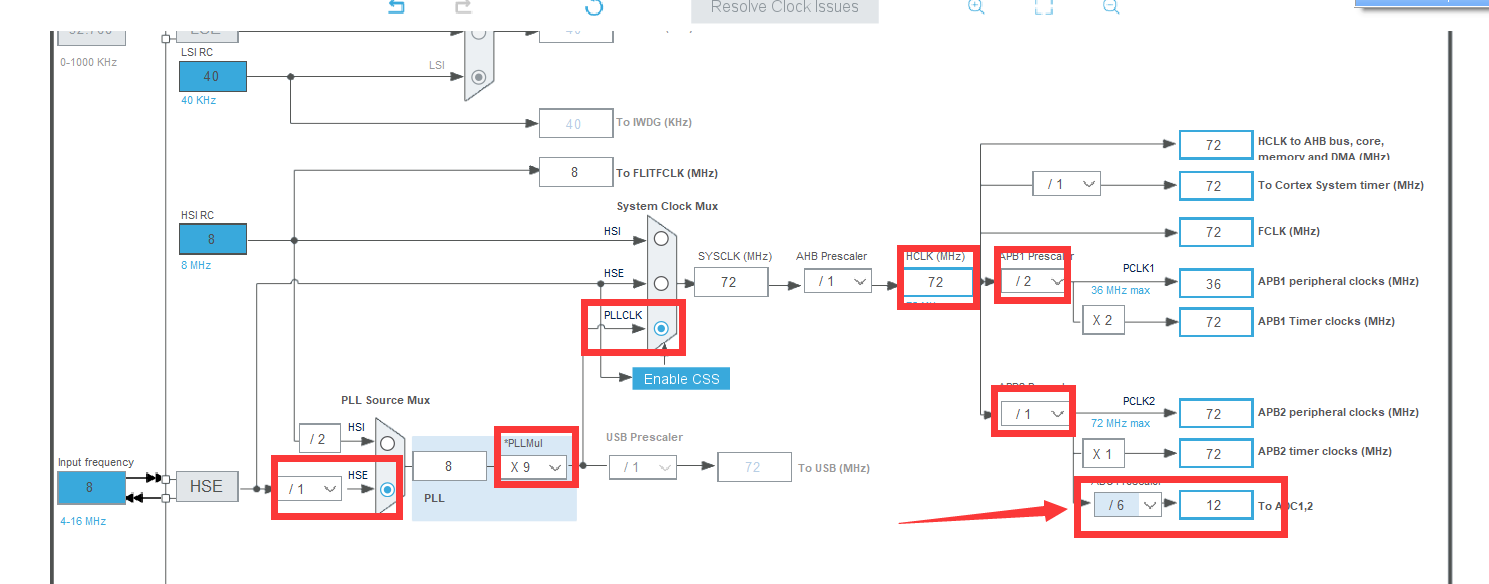 Resolve Clock Issues
0-1000 KHz
LSI RC
40
40 KHz
LSI
40
To IWDG (KHz)
8
To FLITFCLK (MHz)
HSI RC
8
8 MHz
System Clock Mux
HSI
HSE
PLLCLK
Enable CSS
SYSCLK (MHz)
72
AHB Prescaler
/ 1
HCLK (MHz)
72
APB1 Prescaler
/ 2
PCLK1
36 MHz max
X 2
72
HCLK to AHB bus, core,
memory and DMA (MHz)
/ 1
72
To Cortex System timer (MHz)
72
FCLK (MHz)
36
APB1 peripheral clocks (MHz)
72
APB1 Timer clocks (MHz)
/ 1
PCLK2
72 MHz max
72
APB2 peripheral clocks (MHz)
X 1
72
APB2 timer clocks (MHz)
/ 6
12
To ADC1,2
PLL Source Mux
/ 2
HSI
HSE
/ 1
8
PLL
*PLLMul
X 9
USB Prescaler
/ 1
72
To USB (MHz)
Input frequency
8
4-16 MHz
HSE